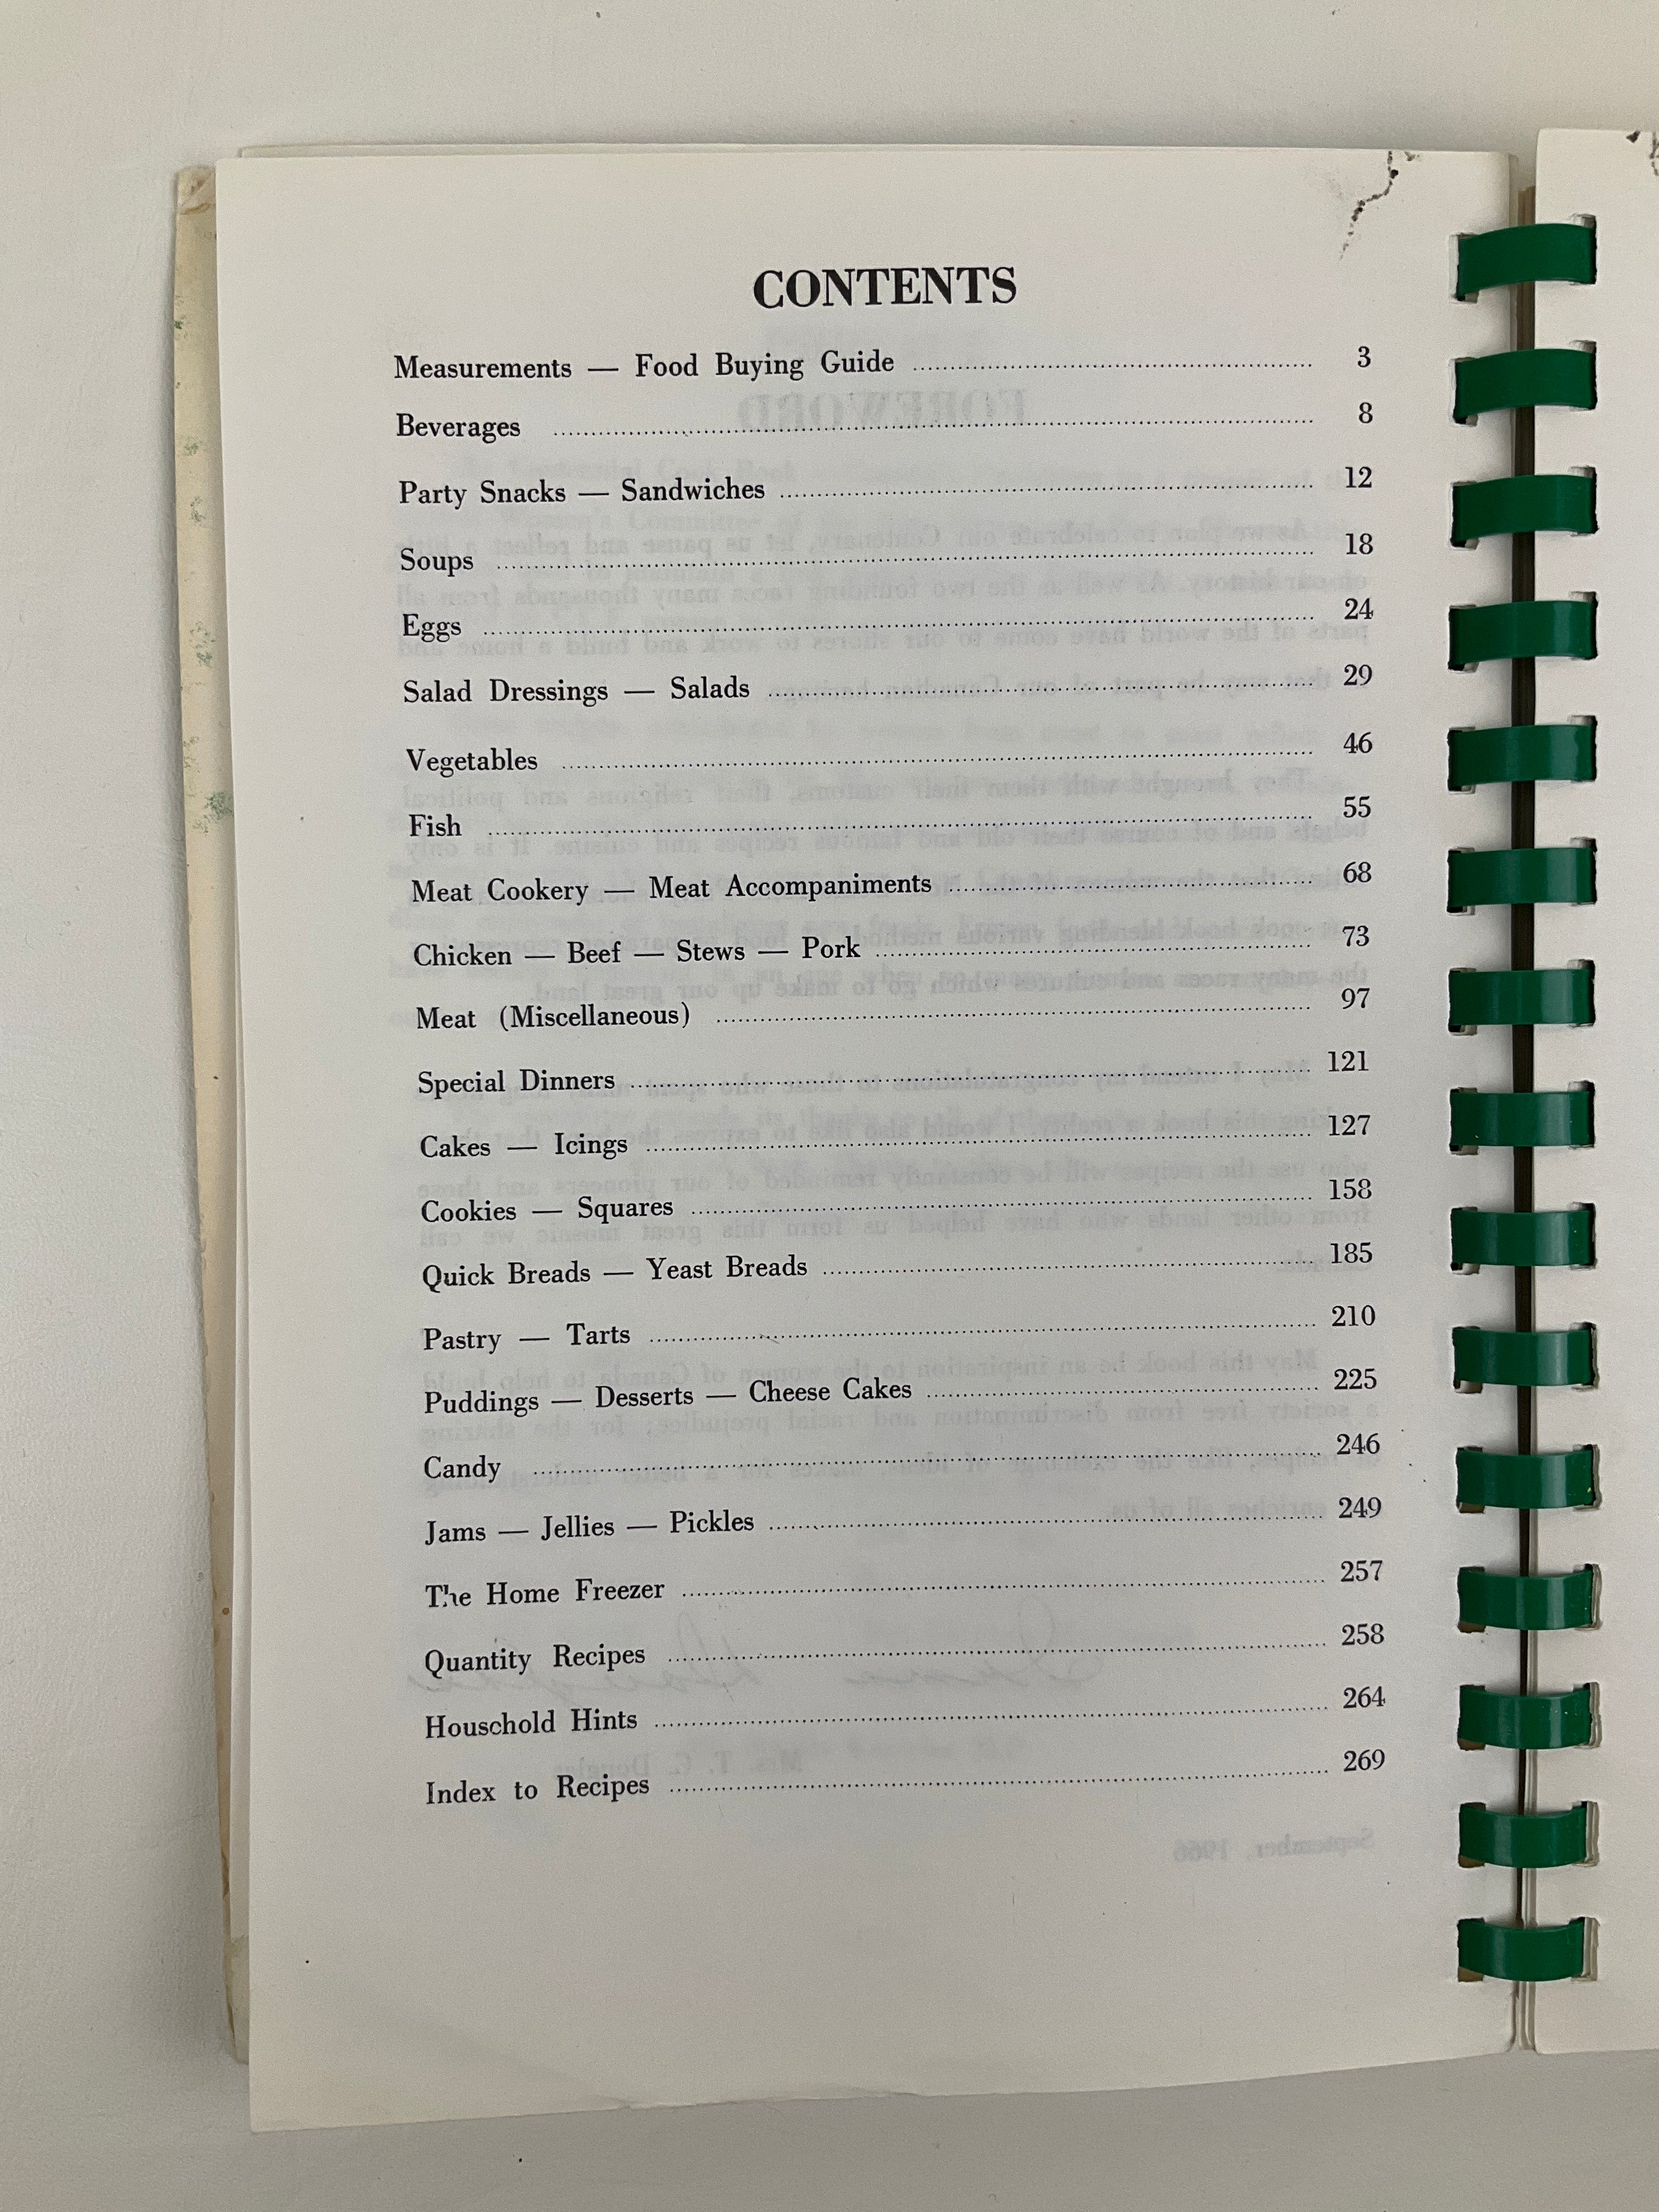 CONTENTS
Measurements — Food Buying Guide 3
Beverages 8
Party Snacks — Sandwiches 12
Soups 18
Eggs 24
Salad Dressings — Salads 29
Vegetables 46
Fish 55
Meat Cookery — Meat Accompaniments 68
Chicken — Beef — Stews — Pork 73
Meat (Miscellaneous) 97
Special Dinners 121
Cakes — Icings 127
Cookies — Squares 158
Quick Breads — Yeast Breads 185
Pastry — Tarts 210
Puddings — Desserts — Cheese Cakes 225
Candy 246
Jams — Jellies — Pickles 249
The Home Freezer 257
Quantity Recipes 258
Household Hints 264
Index to Recipes 269